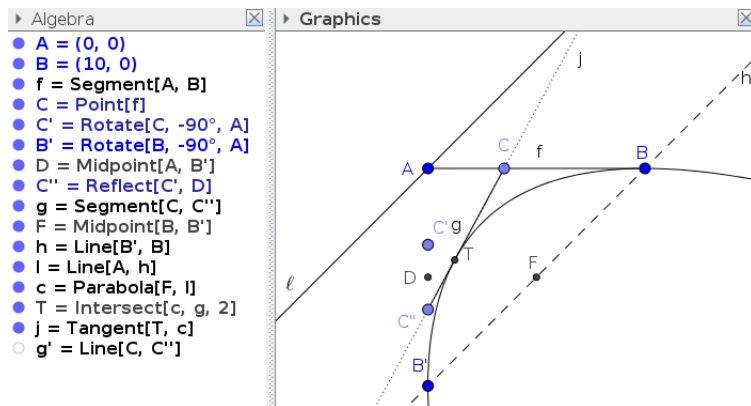 Algebra
A = (0, 0)
B = (10, 0)
f = Segment[A, B]
C = Point[f]
C' = Rotate[C, -90°, A]
B' = Rotate[B, -90°, A]
D = Midpoint[A, B']
C'' = Reflect[C', D]
g = Segment[C, C'']
F = Midpoint[B, B']
h = Line[B', B]
l = Line[A, h]
c = Parabola[F, l]
T = Intersect[c, g, 2]
j = Tangent[T, c]
g' = Line[C, C'']
Graphics
j
h
C
f
B
A
g
C'
T
D
F
ℓ
C''
B'